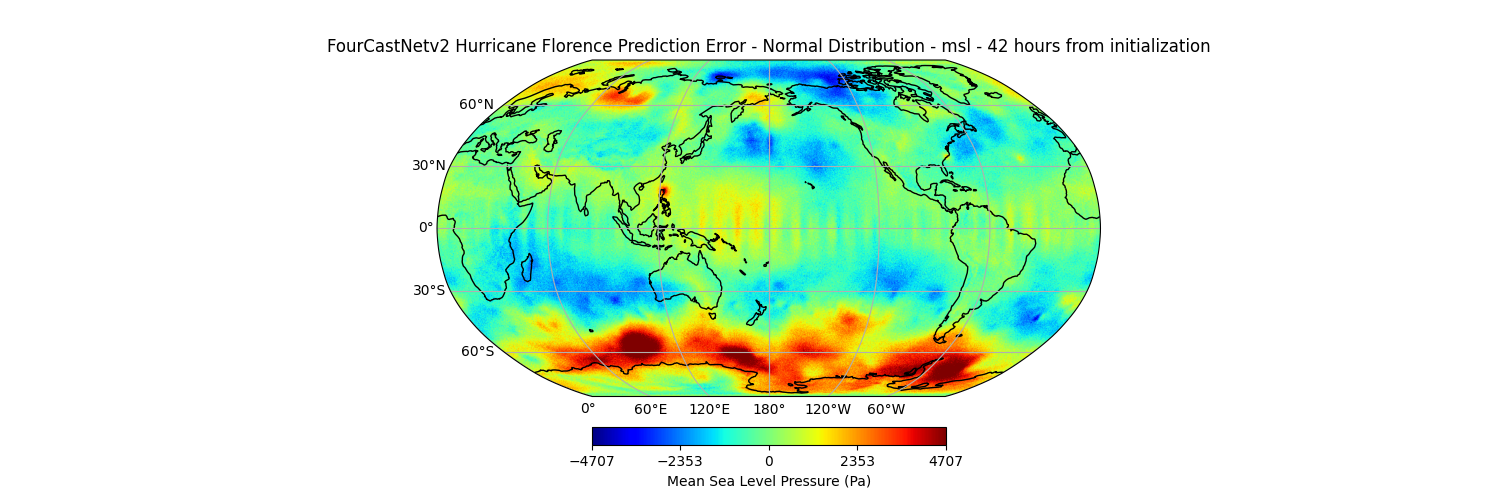 FourCastNetv2 Hurricane Florence Prediction Error - Normal Distribution - msl - 42 hours from initialization
60°N
30°N
0°
30°S
60°S
0° 60°E 120°E 180° 120°W 60°W
−4707 −2353 0 2353 4707
Mean Sea Level Pressure (Pa)